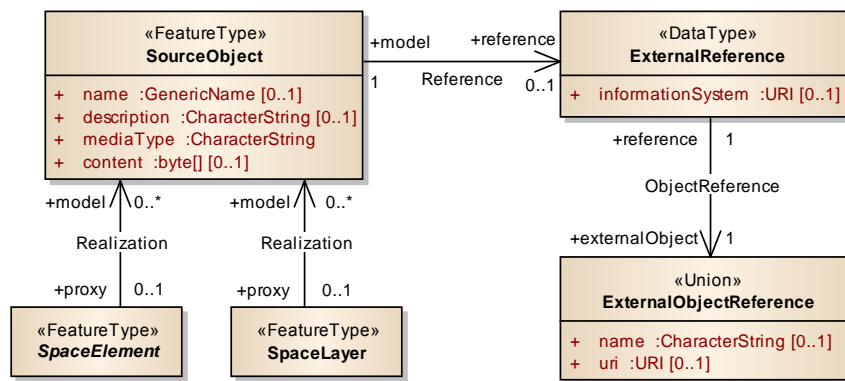 «FeatureType»
SourceObject
+ name :GenericName [0..1]
+ description :CharacterString [0..1]
+ mediaType :CharacterString
+ content :byte[] [0..1]
+model
+reference
1
Reference
0..1
«DataType»
ExternalReference
+ informationSystem :URI [0..1]
+reference 1
ObjectReference
+externalObject 1
«Union»
ExternalObjectReference
+ name :CharacterString [0..1]
+ uri :URI [0..1]
+model 0..*
Realization
+proxy 0..1
«FeatureType»
SpaceElement
+model 0..*
Realization
+proxy 0..1
«FeatureType»
SpaceLayer